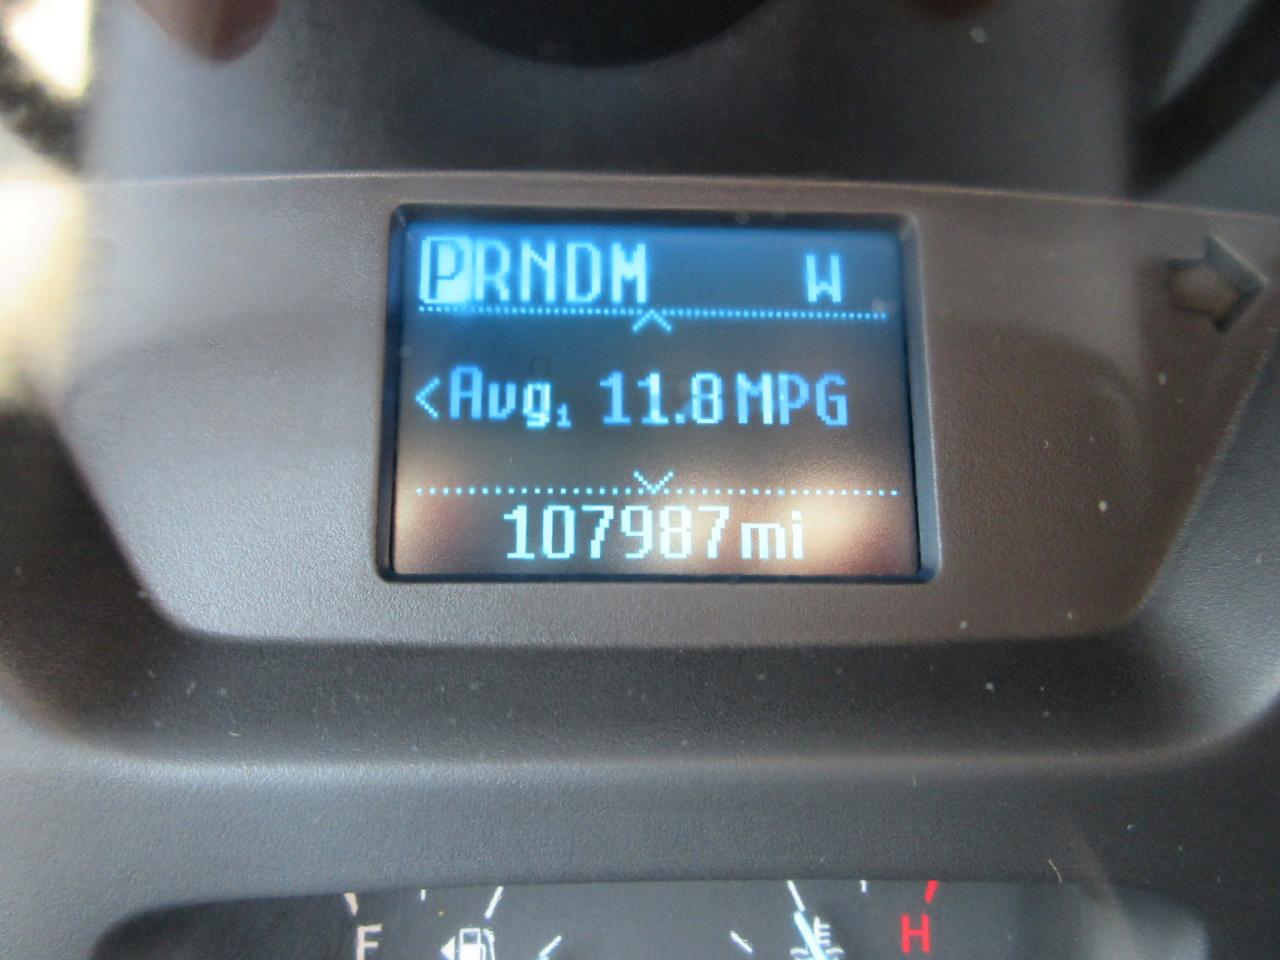 PRNDM W
<Avg₁ 11.8 MPG
107987 mi
F H